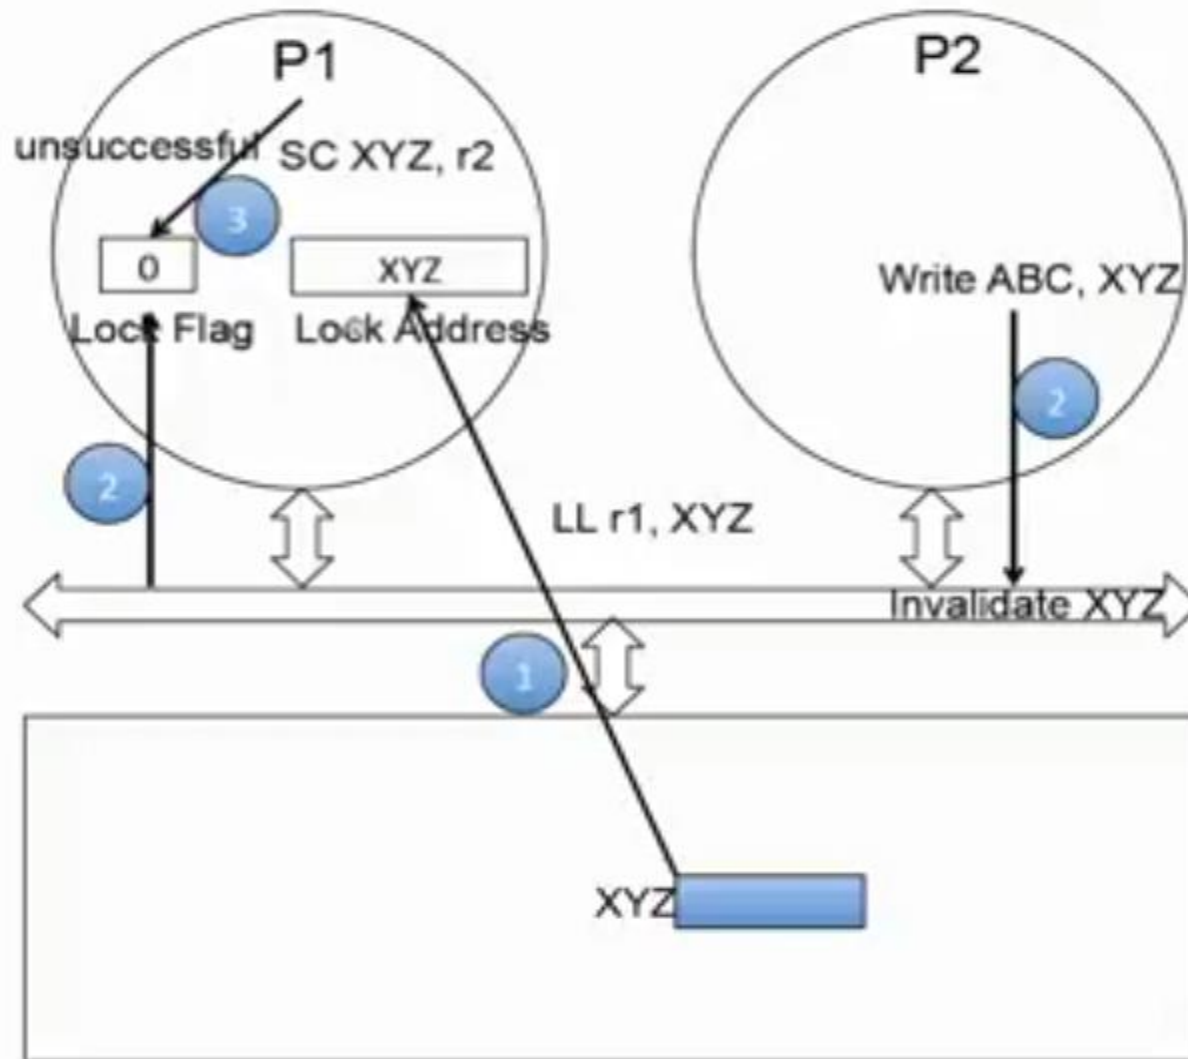 P1
P2
unsuccessful
SC XYZ, r2
3
0
XYZ
Write ABC, XYZ
Lock Flag
Lock Address
2
2
LL r1, XYZ
Invalidate XYZ
1
XYZ